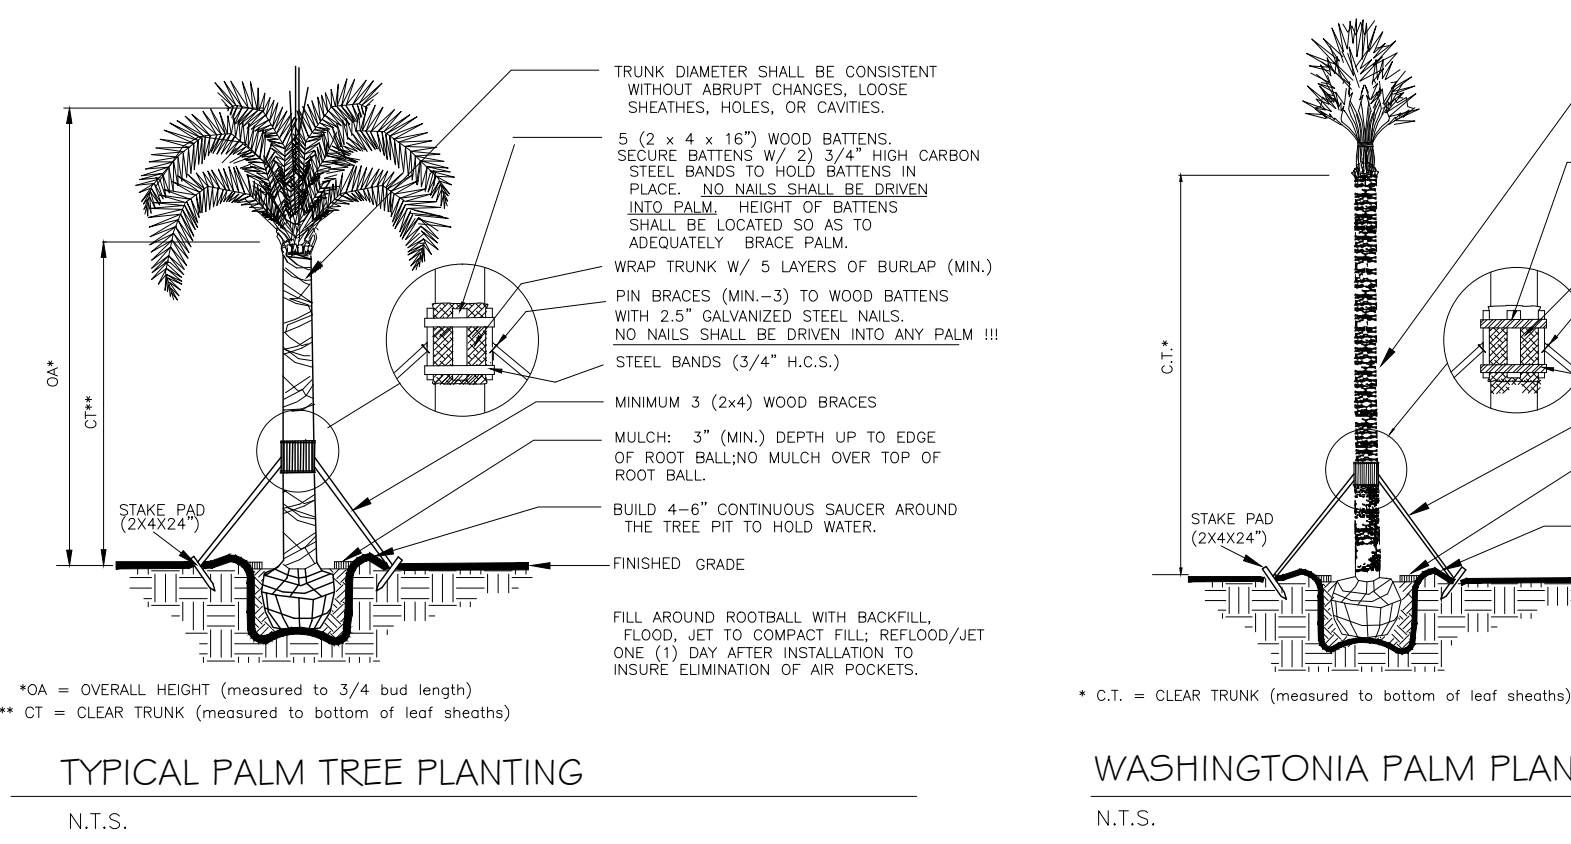 TRUNK DIAMETER SHALL BE CONSISTENT
WITHOUT ABRUPT CHANGES, LOOSE
SHEATHES, HOLES, OR CAVITIES.
5 (2 x 4 x 16") WOOD BATTENS.
SECURE BATTENS W/ 2) 3/4" HIGH CARBON
STEEL BANDS TO HOLD BATTENS IN
PLACE. NO NAILS SHALL BE DRIVEN
INTO PALM. HEIGHT OF BATTENS
SHALL BE LOCATED SO AS TO
ADEQUATELY BRACE PALM.
WRAP TRUNK W/ 5 LAYERS OF BURLAP (MIN.)
PIN BRACES (MIN.-3) TO WOOD BATTENS
WITH 2.5" GALVANIZED STEEL NAILS.
NO NAILS SHALL BE DRIVEN INTO ANY PALM !!!
STEEL BANDS (3/4" H.C.S.)
MINIMUM 3 (2x4) WOOD BRACES
MULCH: 3" (MIN.) DEPTH UP TO EDGE
OF ROOT BALL;NO MULCH OVER TOP OF
ROOT BALL.
BUILD 4-6" CONTINUOUS SAUCER AROUND
THE TREE PIT TO HOLD WATER.
FINISHED GRADE
FILL AROUND ROOTBALL WITH BACKFILL,
FLOOD, JET TO COMPACT FILL; REFLOOD/JET
ONE (1) DAY AFTER INSTALLATION TO
INSURE ELIMINATION OF AIR POCKETS.
OA*
CT**
STAKE PAD
(2X4X24")
*OA = OVERALL HEIGHT (measured to 3/4 bud length)
** CT = CLEAR TRUNK (measured to bottom of leaf sheaths)
TYPICAL PALM TREE PLANTING
N.T.S.
C.T.*
STAKE PAD
(2X4X24")
* C.T. = CLEAR TRUNK (measured to bottom of leaf sheaths)
WASHINGTONIA PALM PLAN
N.T.S.